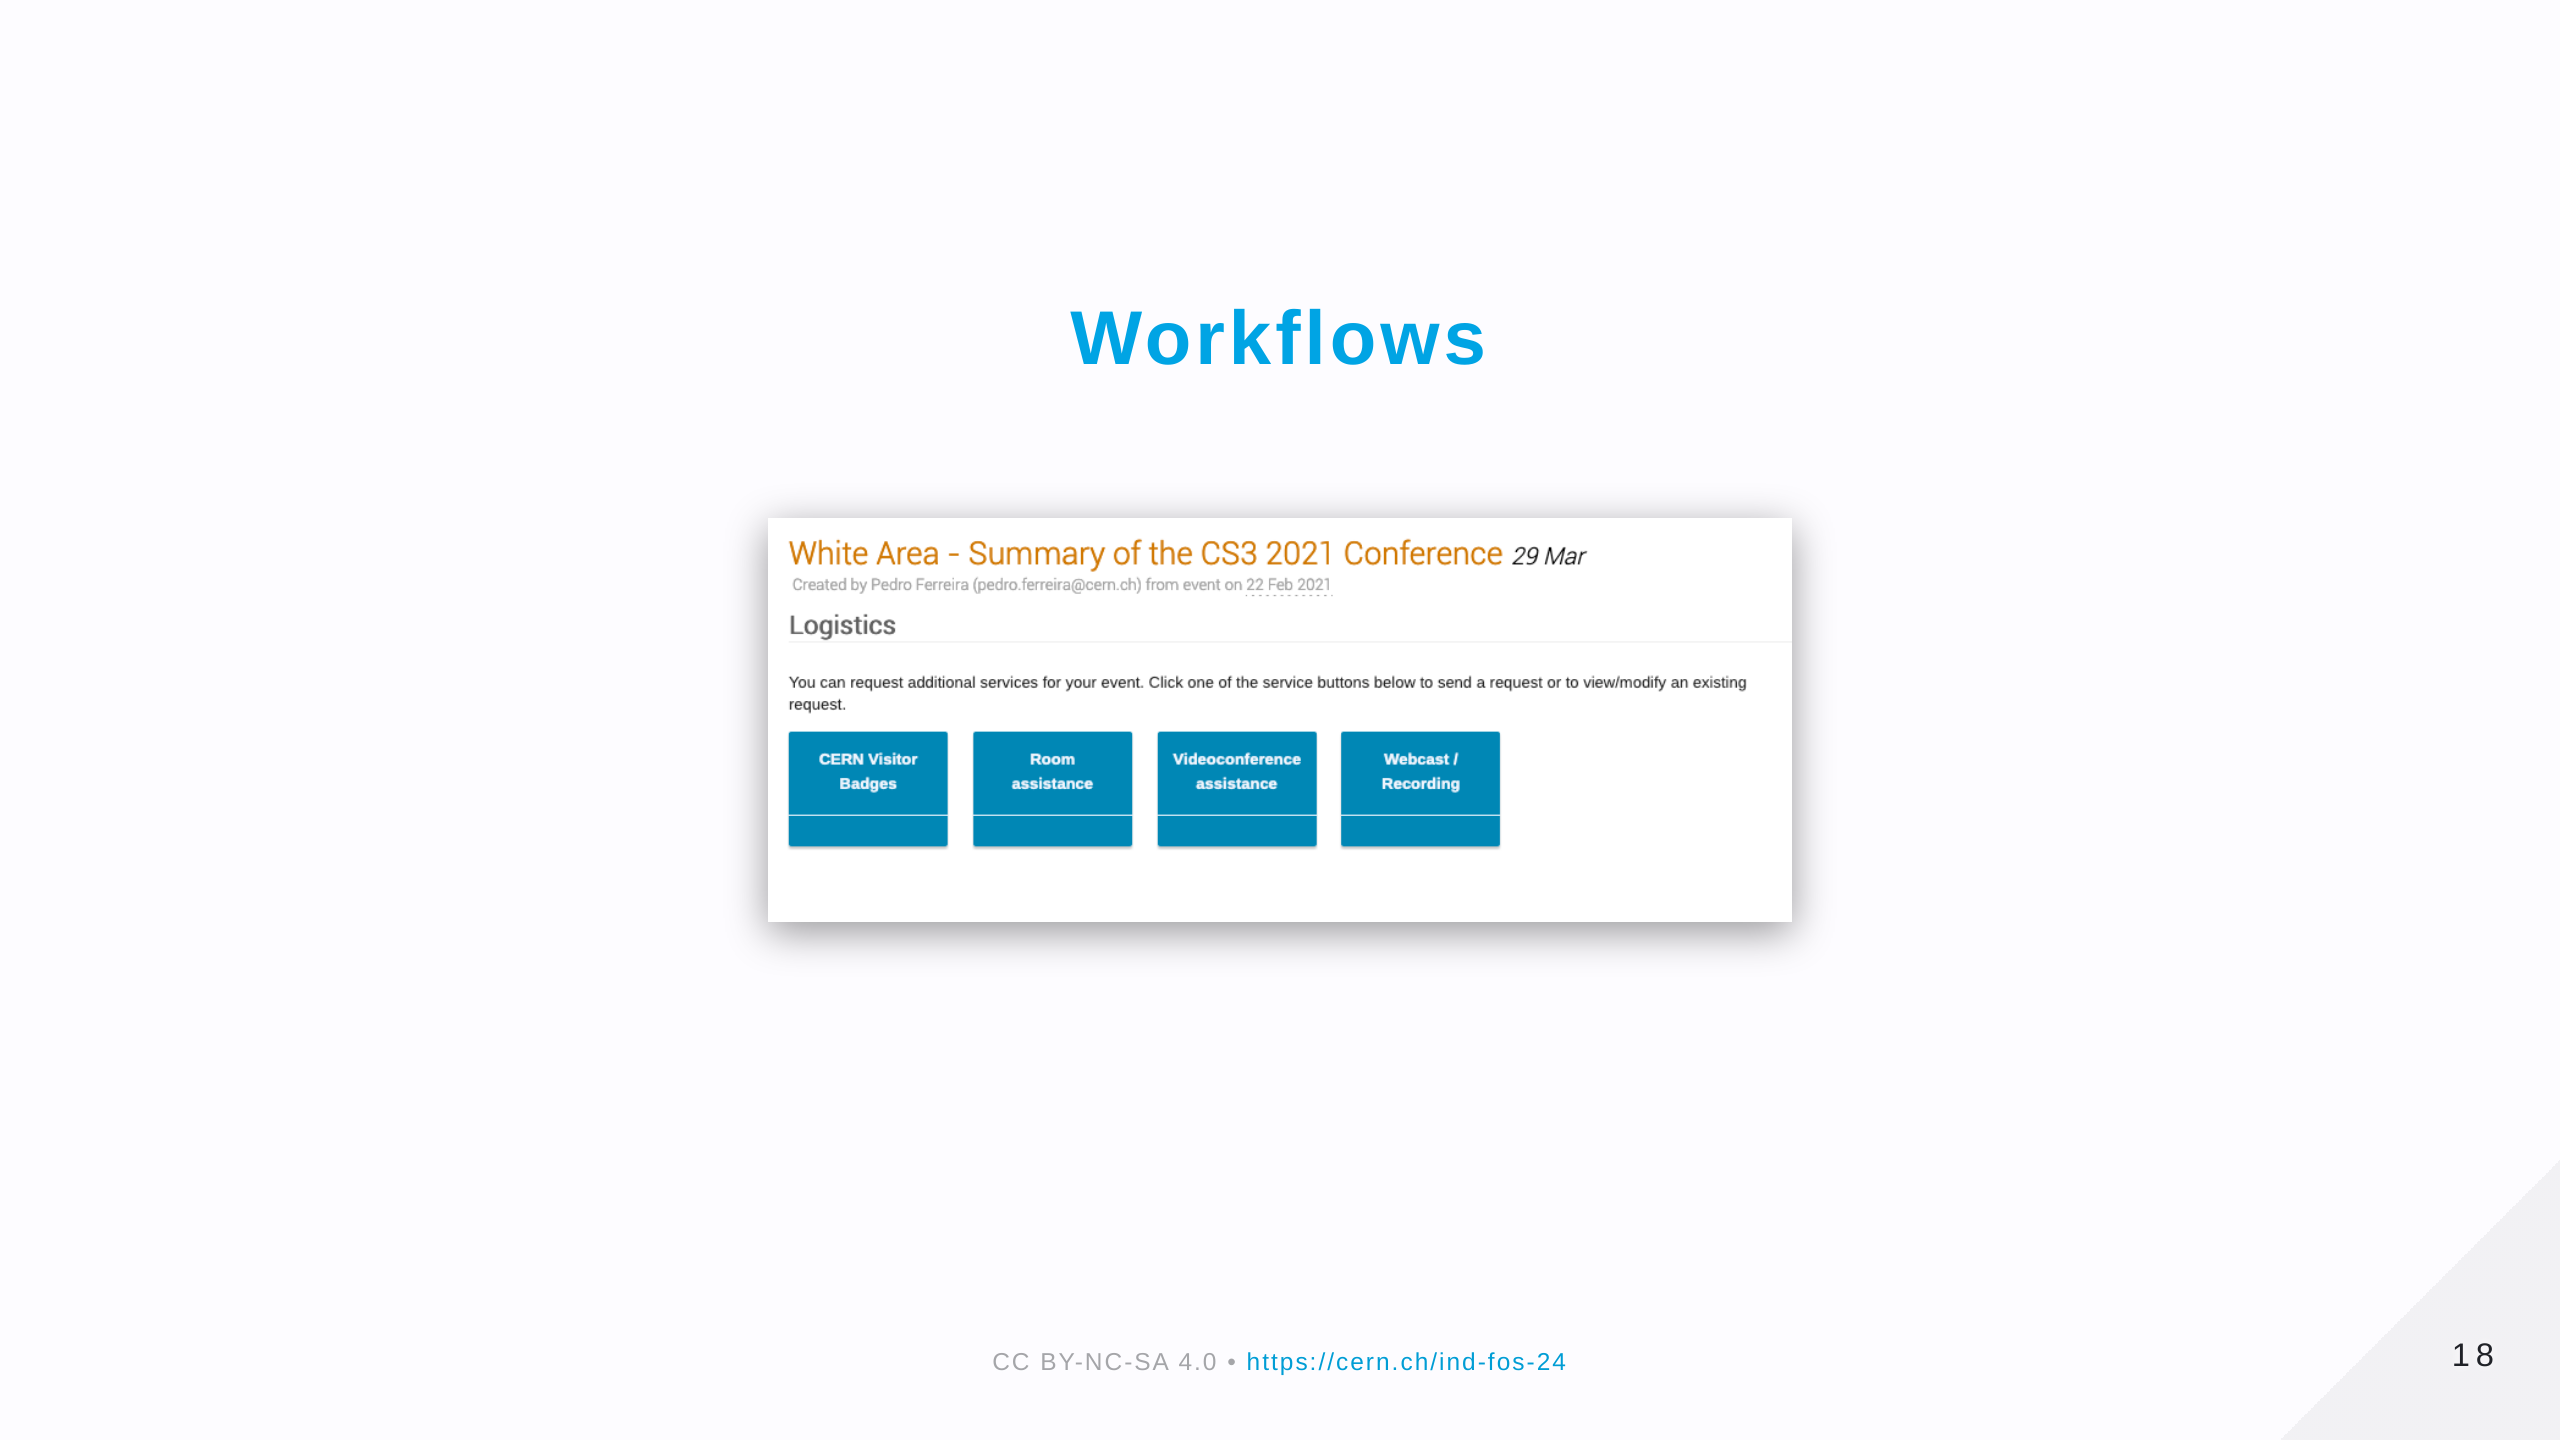 Workflows
White Area - Summary of the CS3 2021 Conference 29 Mar
Created by Pedro Ferreira (pedro.ferreira@cern.ch) from event on 22 Feb 2021
Logistics
You can request additional services for your event. Click one of the service buttons below to send a request or to view/modify an existing
request.
CERN Visitor
Badges
Room
assistance
Videoconference
assistance
Webcast /
Recording
CC BY-NC-SA 4.0 • https://cern.ch/ind-fos-24
18